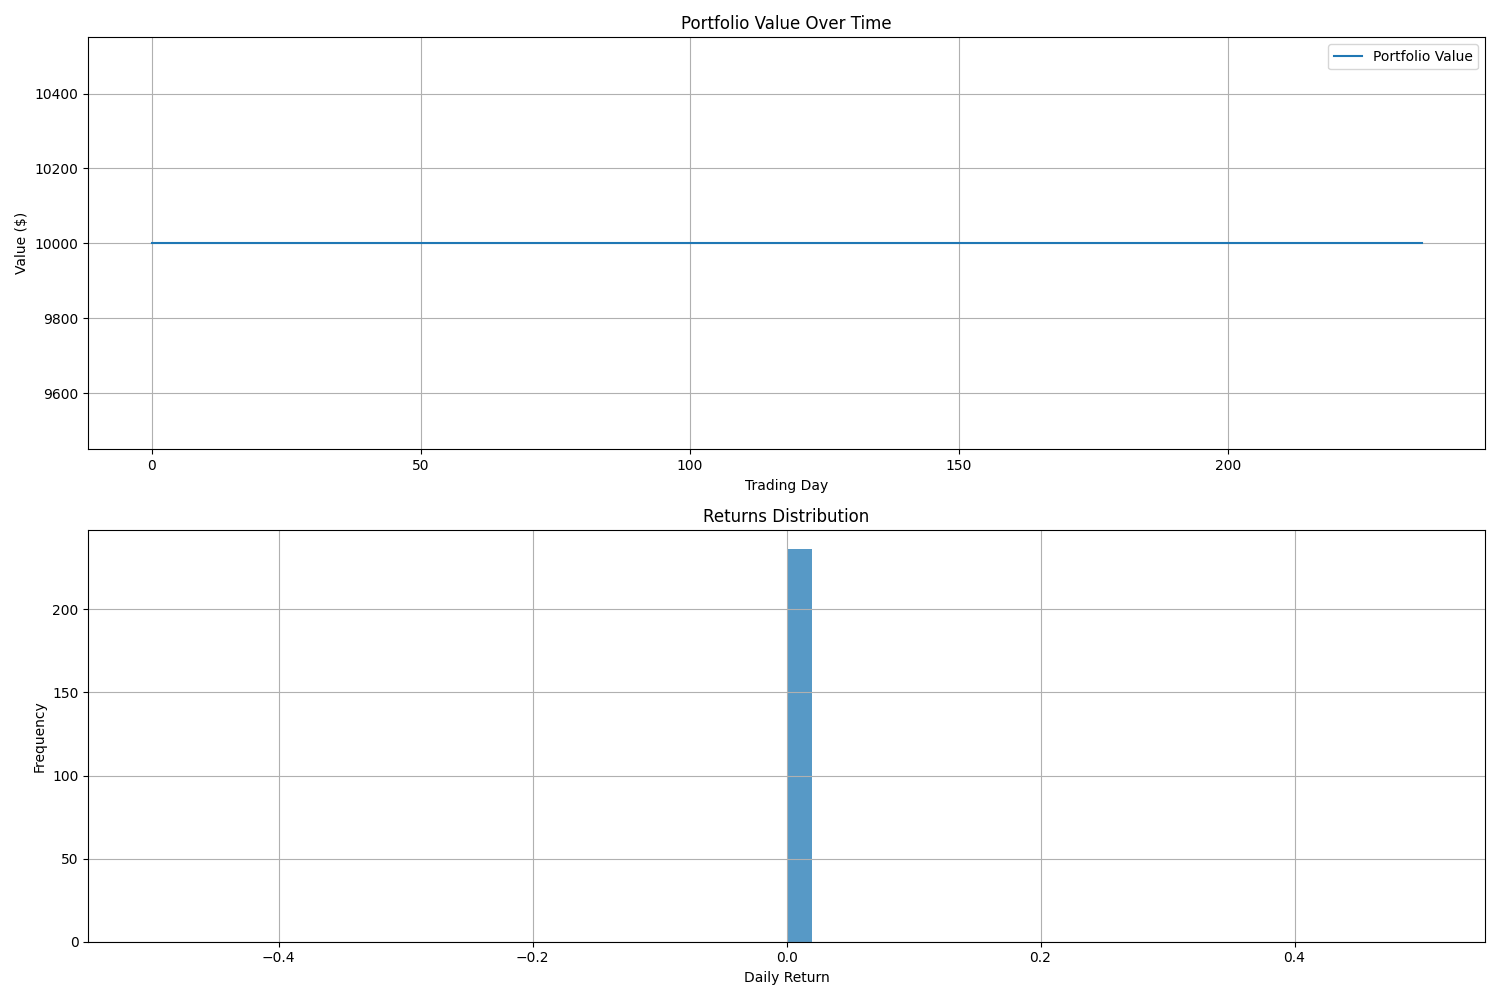 Portfolio Value Over Time
Portfolio Value
10400
10200
10000
9800
9600
Value ($)
0 50 100 150 200
Trading Day
Returns Distribution
200
150
100
50
0
Frequency
−0.4 −0.2 0.0 0.2 0.4
Daily Return